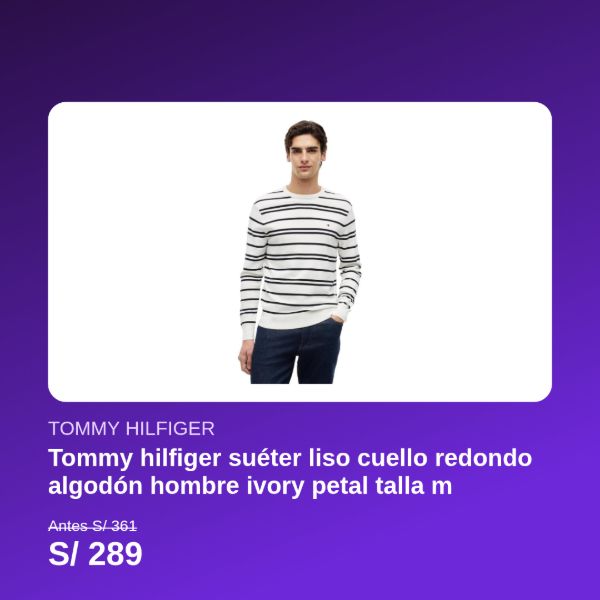 TOMMY HILFIGER
Tommy hilfiger suéter liso cuello redondo
algodón hombre ivory petal talla m
Antes S/ 361
S/ 289